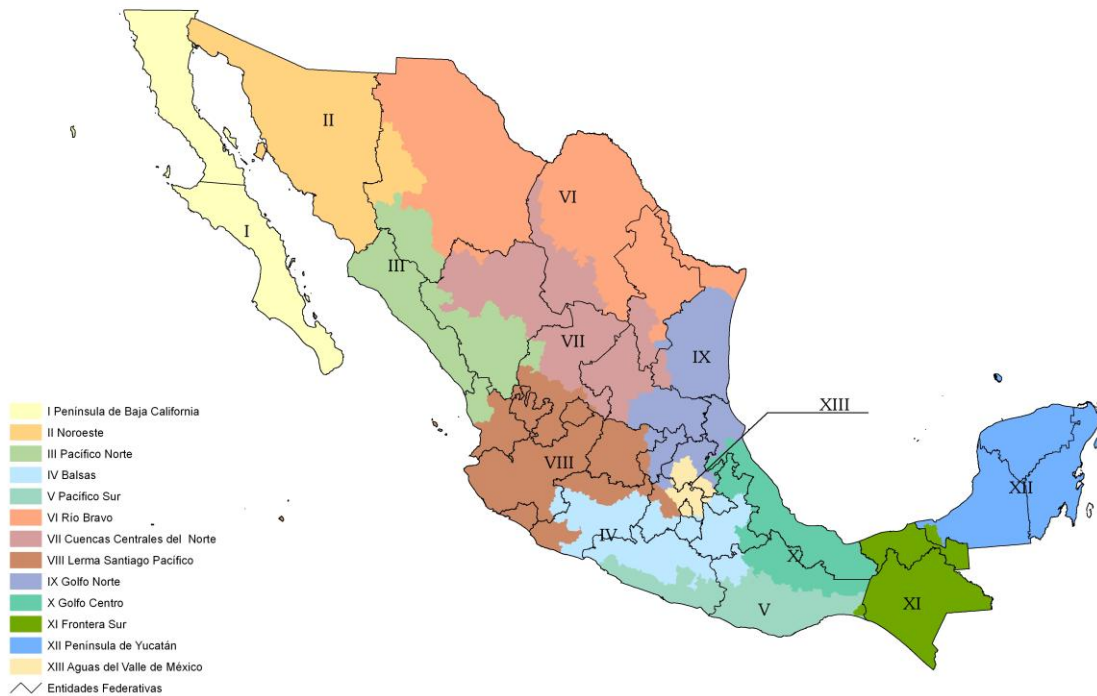 II
VI
I
III
VII
IX
XIII
VIII
XII
IV
X
V
XI
I Península de Baja California
II Noroeste
III Pacífico Norte
IV Balsas
V Pacífico Sur
VI Río Bravo
VII Cuencas Centrales del Norte
VIII Lerma Santiago Pacífico
IX Golfo Norte
X Golfo Centro
XI Frontera Sur
XII Península de Yucatán
XIII Aguas del Valle de México
Entidades Federativas